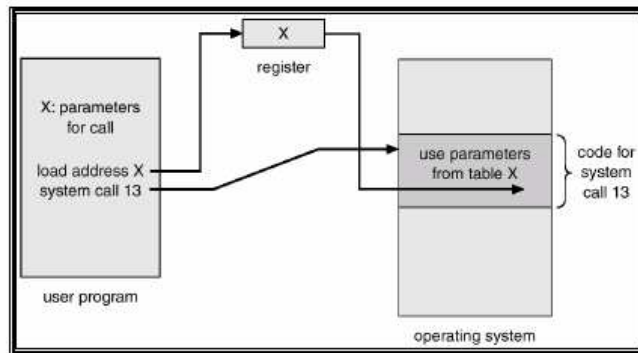 X
register
X: parameters
for call
load address X
system call 13
user program
use parameters
from table X
code for
system
call 13
operating system